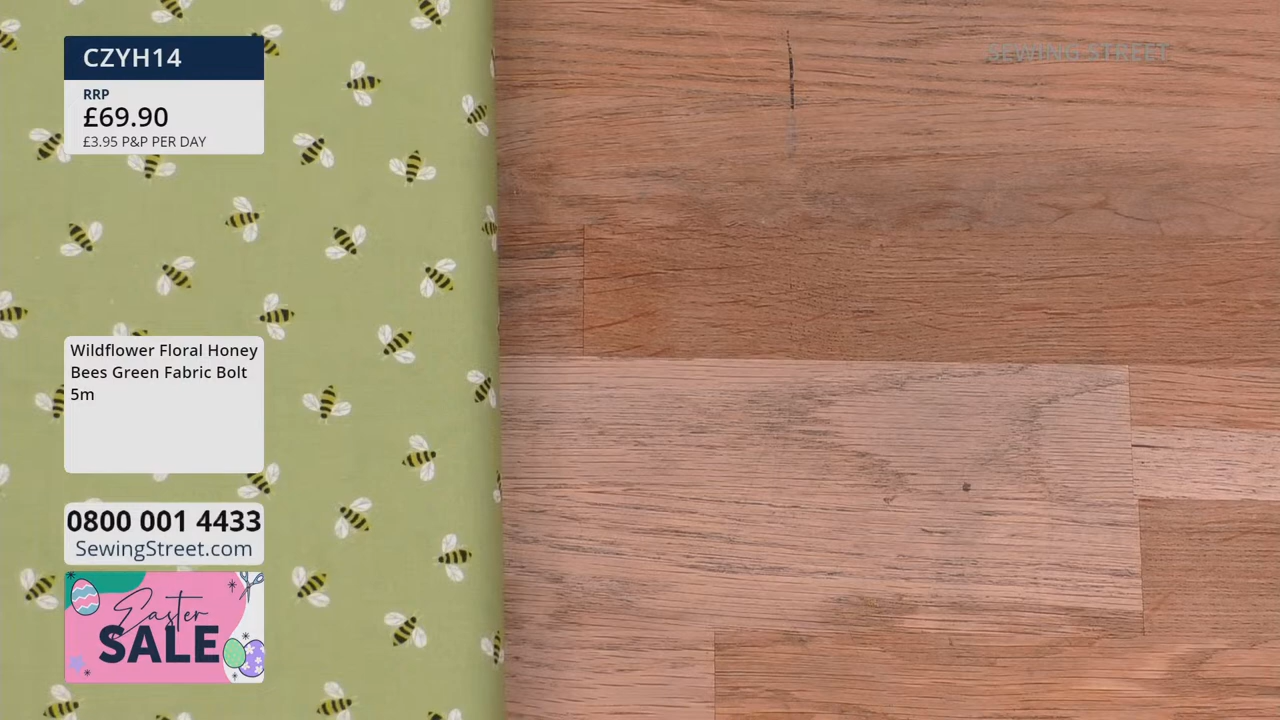 CZYH14
RRP
£69.90
£3.95 P&P PER DAY
SEWING STREET
Wildflower Floral Honey
Bees Green Fabric Bolt
5m
0800 001 4433
SewingStreet.com
Easter
SALE